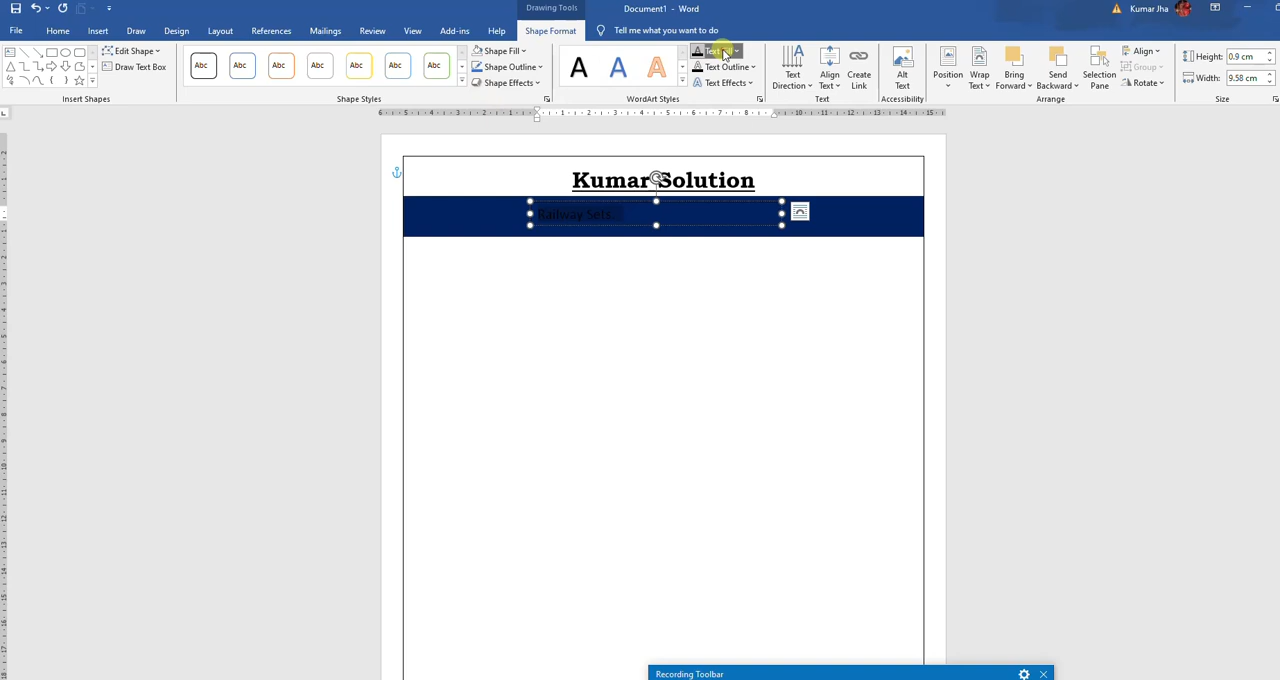 Drawing Tools
Document1 - Word
Kumar Jha
File Home Insert Draw Design Layout References Mailings Review View Add-ins Help Shape Format Tell me what you want to do
Edit Shape
Draw Text Box
Insert Shapes
Abc Abc Abc Abc Abc Abc Abc
Shape Fill
Shape Outline
Shape Effects
Shape Styles
A A A
Text Fill
Text Outline
Text Effects
WordArt Styles
Text Direction
Align Text
Create Link
Text
Alt Text
Accessibility
Position
Wrap Text
Bring Forward
Send Backward
Selection Pane
Align
Group
Rotate
Arrange
Height: 0.9 cm
Width: 9.58 cm
Size
Kumar Solution
Railway Sets.
Recording Toolbar